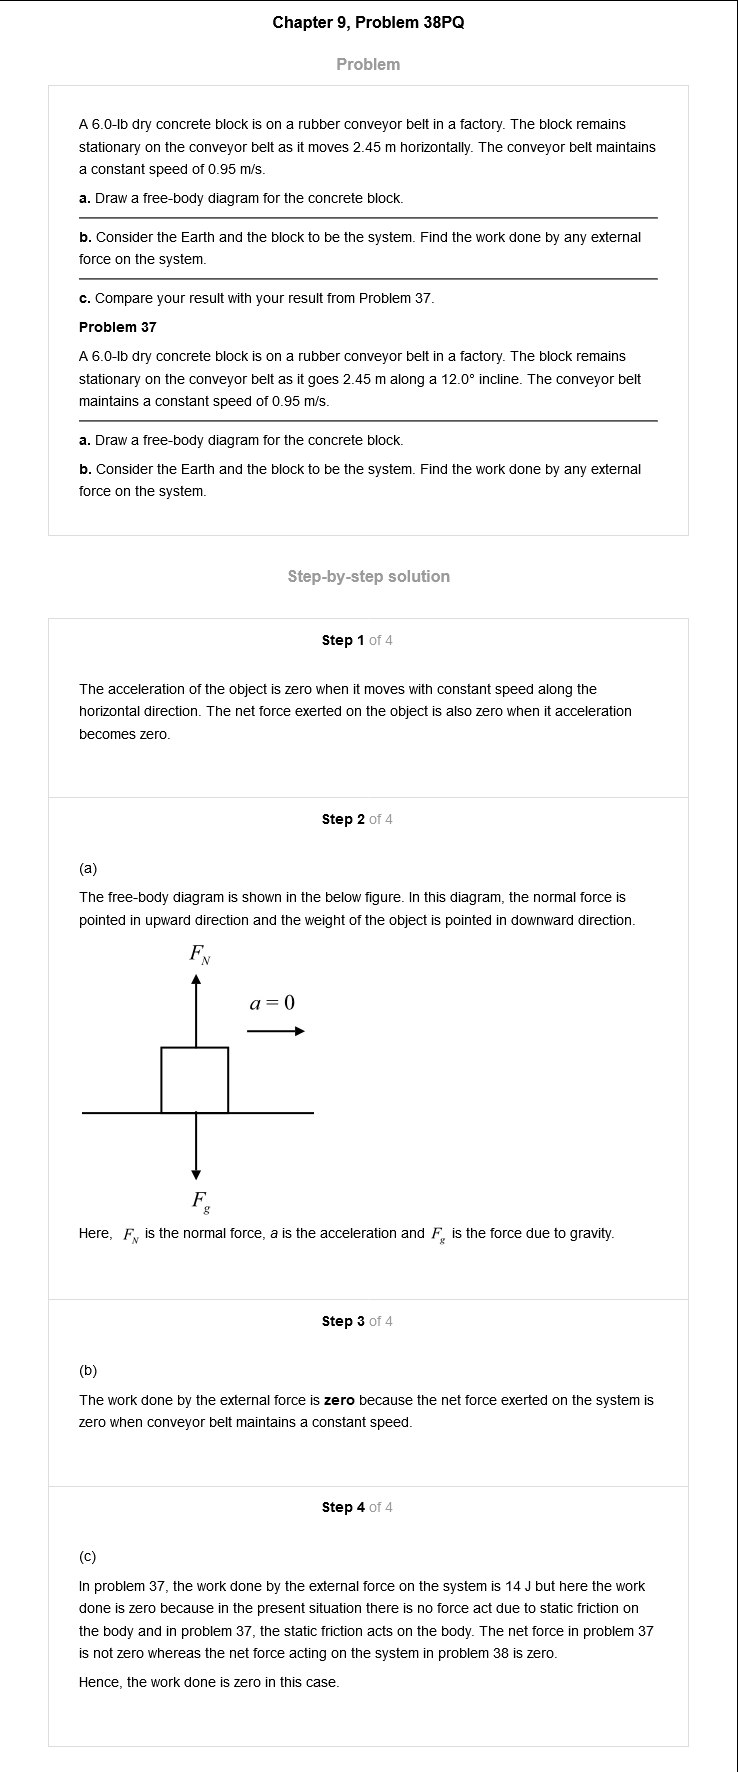 Chapter 9, Problem 38PQ
Problem
A 6.0-lb dry concrete block is on a rubber conveyor belt in a factory. The block remains
stationary on the conveyor belt as it moves 2.45 m horizontally. The conveyor belt maintains
a constant speed of 0.95 m/s.
a. Draw a free-body diagram for the concrete block.
b. Consider the Earth and the block to be the system. Find the work done by any external
force on the system.
c. Compare your result with your result from Problem 37.
Problem 37
A 6.0-lb dry concrete block is on a rubber conveyor belt in a factory. The block remains
stationary on the conveyor belt as it goes 2.45 m along a 12.0° incline. The conveyor belt
maintains a constant speed of 0.95 m/s.
a. Draw a free-body diagram for the concrete block.
b. Consider the Earth and the block to be the system. Find the work done by any external
force on the system.
Step-by-step solution
Step 1 of 4
The acceleration of the object is zero when it moves with constant speed along the
horizontal direction. The net force exerted on the object is also zero when it acceleration
becomes zero.
Step 2 of 4
(a)
The free-body diagram is shown in the below figure. In this diagram, the normal force is
pointed in upward direction and the weight of the object is pointed in downward direction.
F_N
a = 0
F_g
Here, F_N is the normal force, a is the acceleration and F_g is the force due to gravity.
Step 3 of 4
(b)
The work done by the external force is zero because the net force exerted on the system is
zero when conveyor belt maintains a constant speed.
Step 4 of 4
(c)
In problem 37, the work done by the external force on the system is 14 J but here the work
done is zero because in the present situation there is no force act due to static friction on
the body and in problem 37, the static friction acts on the body. The net force in problem 37
is not zero whereas the net force acting on the system in problem 38 is zero.
Hence, the work done is zero in this case.